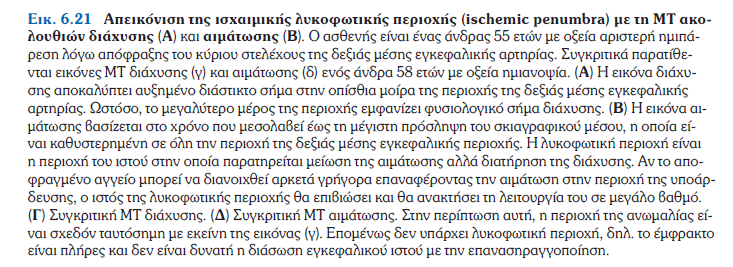 Εικ. 6.21 Απεικόνιση της ισχαιμικής λυκοφωτικής περιοχής (ischemic penumbra) με τη ΜΤ ακο-
λουθιών διάχυσης (Α) και αιμάτωσης (Β). Ο ασθενής είναι ένας άνδρας 55 ετών με οξεία αριστερή ημιπά-
ρεση λόγω απόφραξης του κύριου στελέχους της δεξιάς μέσης εγκεφαλικής αρτηρίας. Συγκριτικά παρατίθε-
νται εικόνες ΜΤ διάχυσης (γ) και αιμάτωσης (δ) ενός άνδρα 58 ετών με οξεία ημιανοψία. (Α) Η εικόνα διάχυ-
σης αποκαλύπτει αυξημένο διάστικτο σήμα στην οπίσθια μοίρα της περιοχής της δεξιάς μέσης εγκεφαλικής
αρτηρίας. Ωστόσο, το μεγαλύτερο μέρος της περιοχής εμφανίζει φυσιολογικό σήμα διάχυσης. (Β) Η εικόνα αι-
μάτωσης βασίζεται στο χρόνο που μεσολαβεί έως τη μέγιστη πρόσληψη του σκιαγραφικού μέσου, η οποία εί-
ναι καθυστερημένη σε όλη την περιοχή της δεξιάς μέσης εγκεφαλικής περιοχής. Η λυκοφωτική περιοχή είναι
η περιοχή του ιστού στην οποία παρατηρείται μείωση της αιμάτωσης αλλά διατήρηση της διάχυσης. Αν το απο-
φραγμένο αγγείο μπορεί να διανοιχθεί αρκετά γρήγορα επαναφέροντας την αιμάτωση στην περιοχή της υποάρ-
δευσης, ο ιστός της λυκοφωτικής περιοχής θα επιβιώσει και θα ανακτήσει τη λειτουργία του σε μεγάλο βαθμό.
(Γ) Συγκριτική ΜΤ διάχυσης. (Δ) Συγκριτική ΜΤ αιμάτωσης. Στην περίπτωση αυτή, η περιοχή της ανωμαλίας εί-
ναι σχεδόν ταυτόσημη με εκείνη της εικόνας (γ). Επομένως δεν υπάρχει λυκοφωτική περιοχή, δηλ. το έμφρακτο
είναι πλήρες και δεν είναι δυνατή η διάσωση εγκεφαλικού ιστού με την επανασηραγγοποίηση.